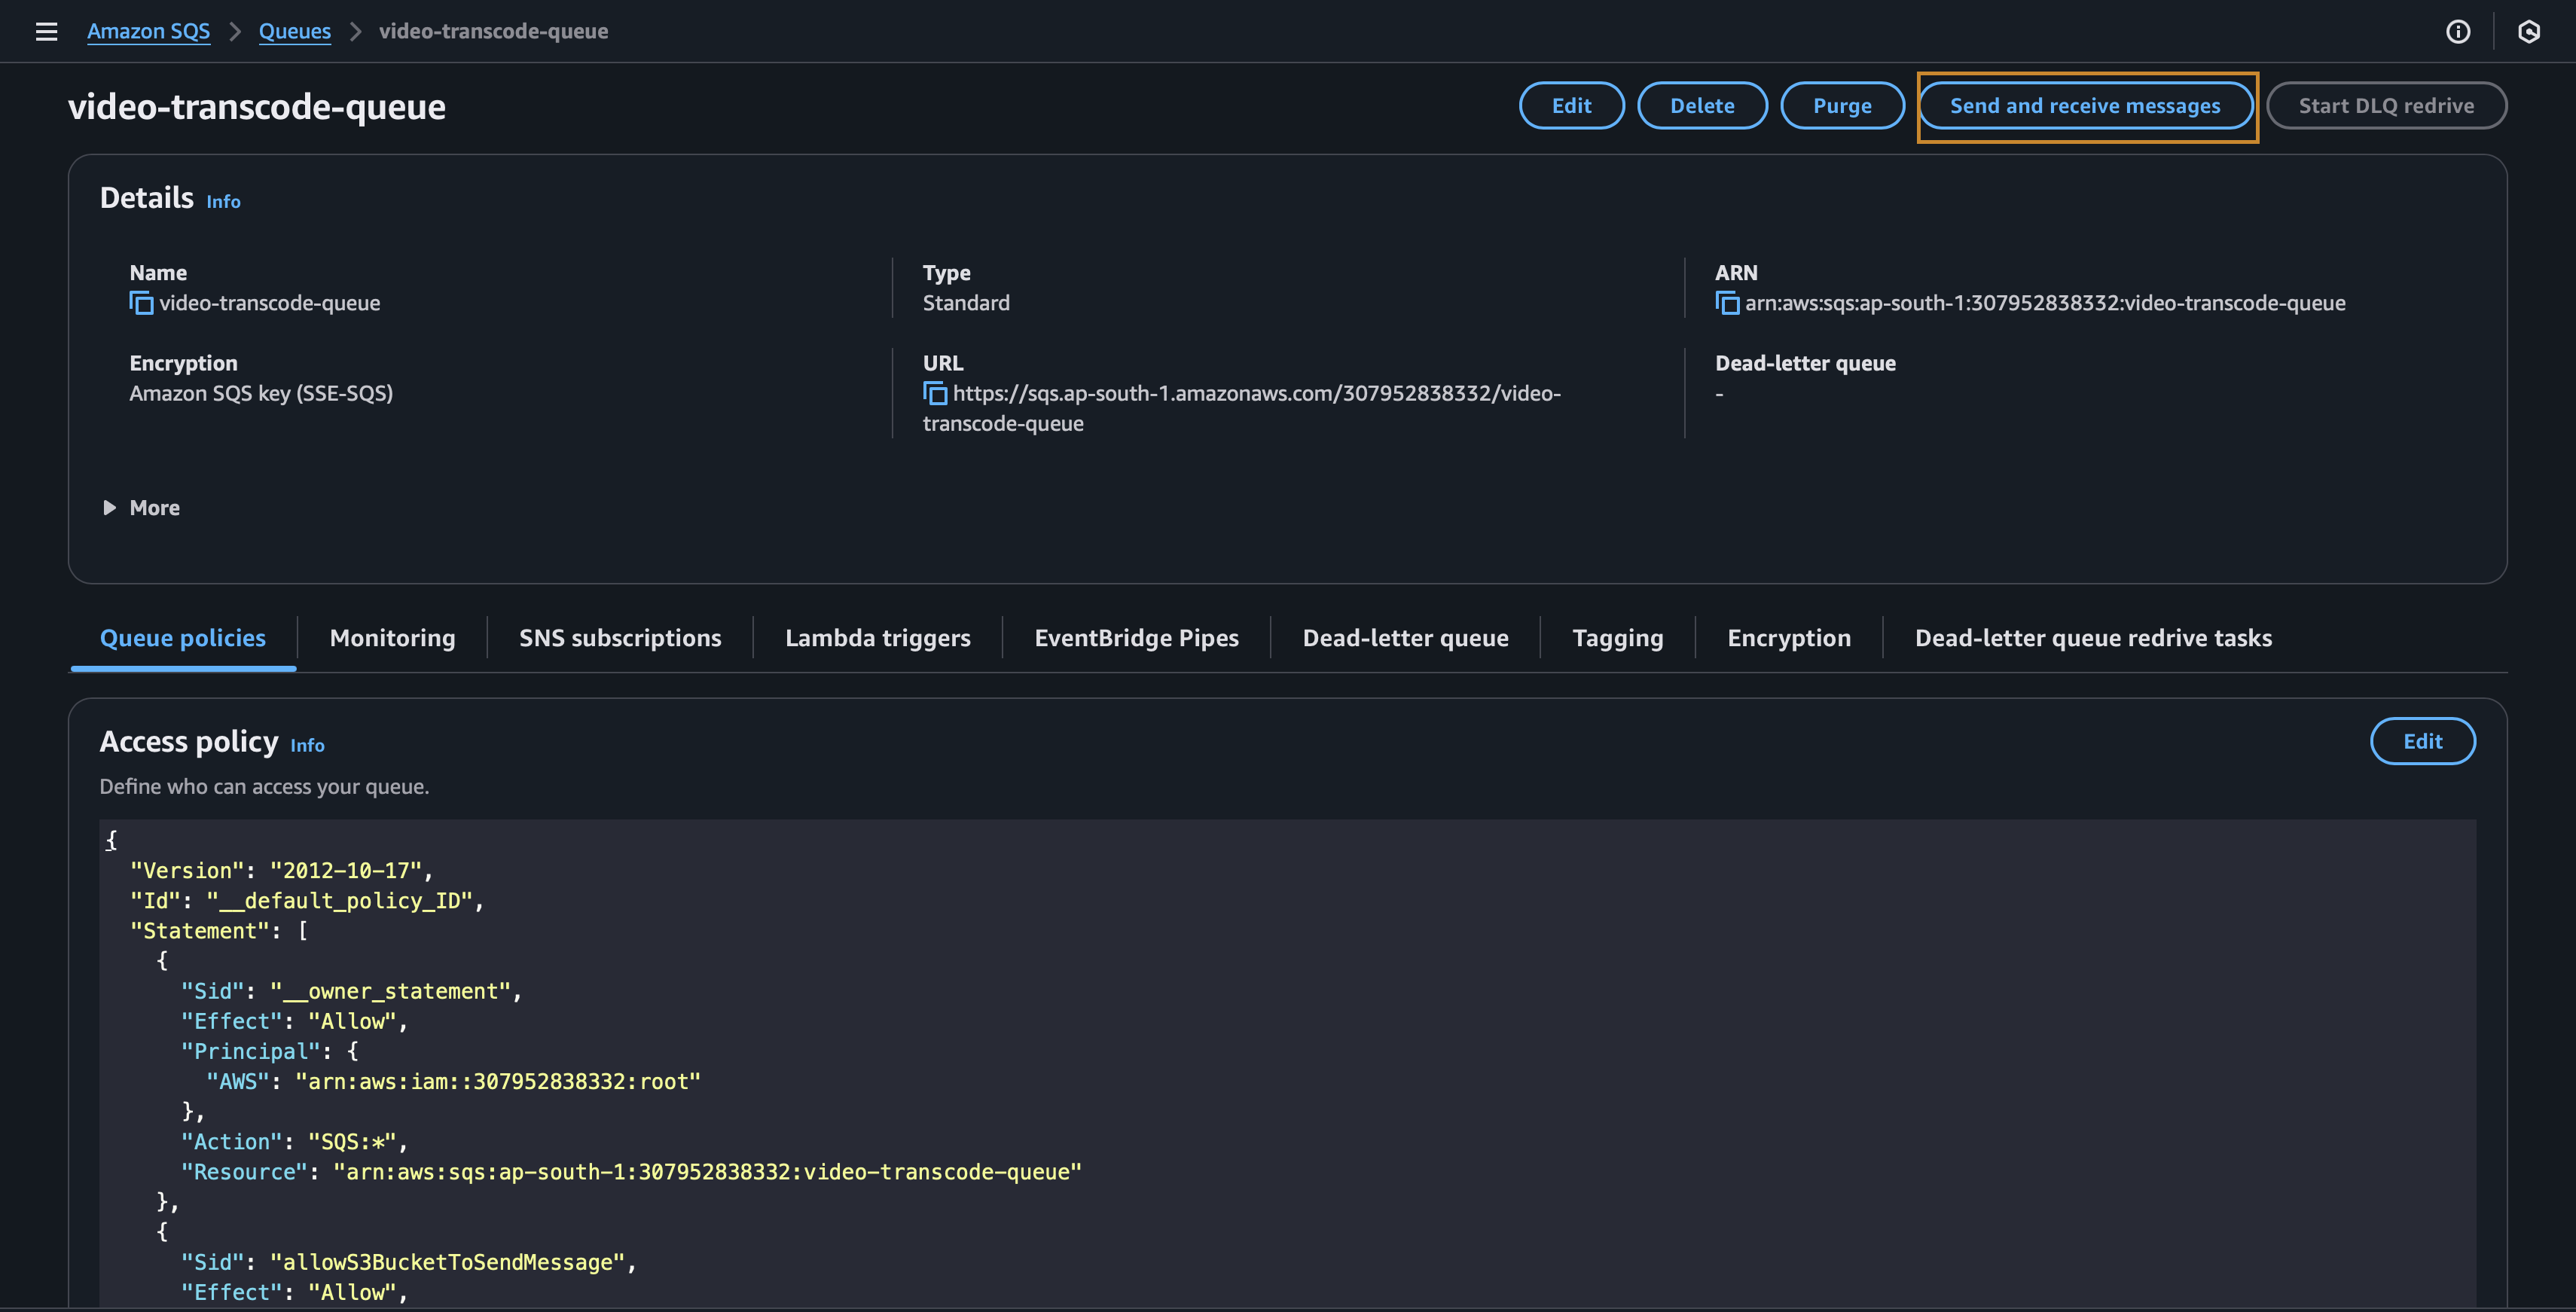 Amazon SQS > Queues > video-transcode-queue
video-transcode-queue
Edit Delete Purge Send and receive messages Start DLQ redrive
Details Info
Name
video-transcode-queue
Type
Standard
ARN
arn:aws:sqs:ap-south-1:307952838332:video-transcode-queue
Encryption
Amazon SQS key (SSE-SQS)
URL
https://sqs.ap-south-1.amazonaws.com/307952838332/video-
transcode-queue
Dead-letter queue
-
More
Queue policies Monitoring SNS subscriptions Lambda triggers EventBridge Pipes Dead-letter queue Tagging Encryption Dead-letter queue redrive tasks
Access policy Info
Edit
Define who can access your queue.
{
  "Version": "2012-10-17",
  "Id": "__default_policy_ID",
  "Statement": [
    {
      "Sid": "__owner_statement",
      "Effect": "Allow",
      "Principal": {
        "AWS": "arn:aws:iam::307952838332:root"
      },
      "Action": "SQS:*",
      "Resource": "arn:aws:sqs:ap-south-1:307952838332:video-transcode-queue"
    },
    {
      "Sid": "allowS3BucketToSendMessage",
      "Effect": "Allow",